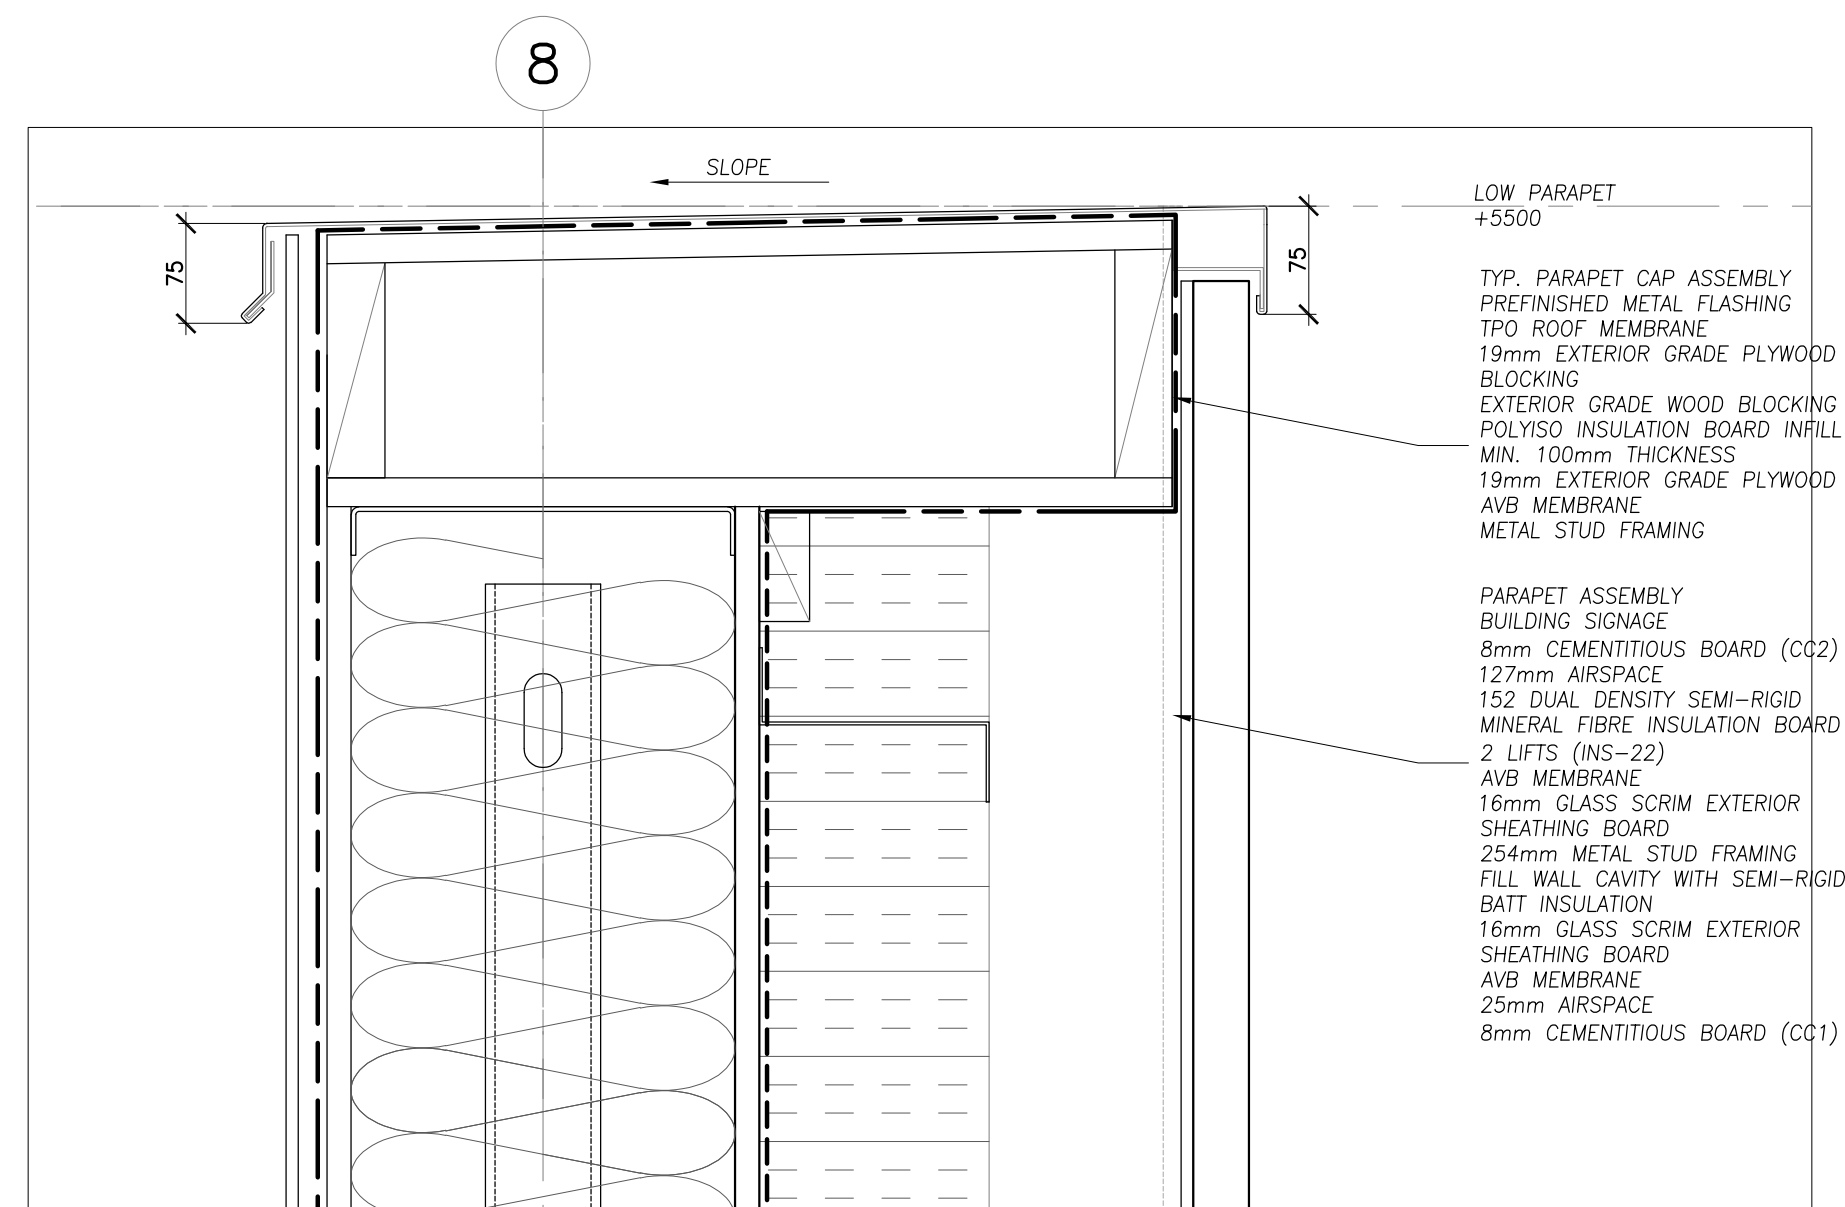 8
SLOPE
75
75
LOW PARAPET
+5500
TYP. PARAPET CAP ASSEMBLY
PREFINISHED METAL FLASHING
TPO ROOF MEMBRANE
19mm EXTERIOR GRADE PLYWOOD
BLOCKING
EXTERIOR GRADE WOOD BLOCKING
POLYISO INSULATION BOARD INFILL
MIN. 100mm THICKNESS
19mm EXTERIOR GRADE PLYWOOD
AVB MEMBRANE
METAL STUD FRAMING
PARAPET ASSEMBLY
BUILDING SIGNAGE
8mm CEMENTITIOUS BOARD (CC2)
127mm AIRSPACE
152 DUAL DENSITY SEMI-RIGID
MINERAL FIBRE INSULATION BOARD
2 LIFTS (INS-22)
AVB MEMBRANE
16mm GLASS SCRIM EXTERIOR
SHEATHING BOARD
254mm METAL STUD FRAMING
FILL WALL CAVITY WITH SEMI-RIGID
BATT INSULATION
16mm GLASS SCRIM EXTERIOR
SHEATHING BOARD
AVB MEMBRANE
25mm AIRSPACE
8mm CEMENTITIOUS BOARD (CC1)